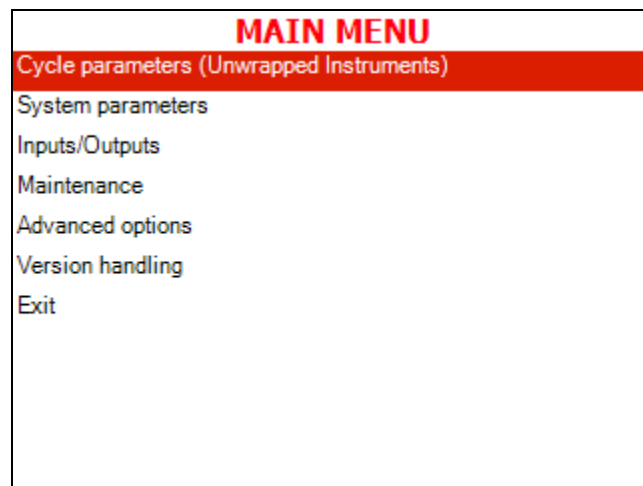 MAIN MENU
Cycle parameters (Unwrapped Instruments)
System parameters
Inputs/Outputs
Maintenance
Advanced options
Version handling
Exit